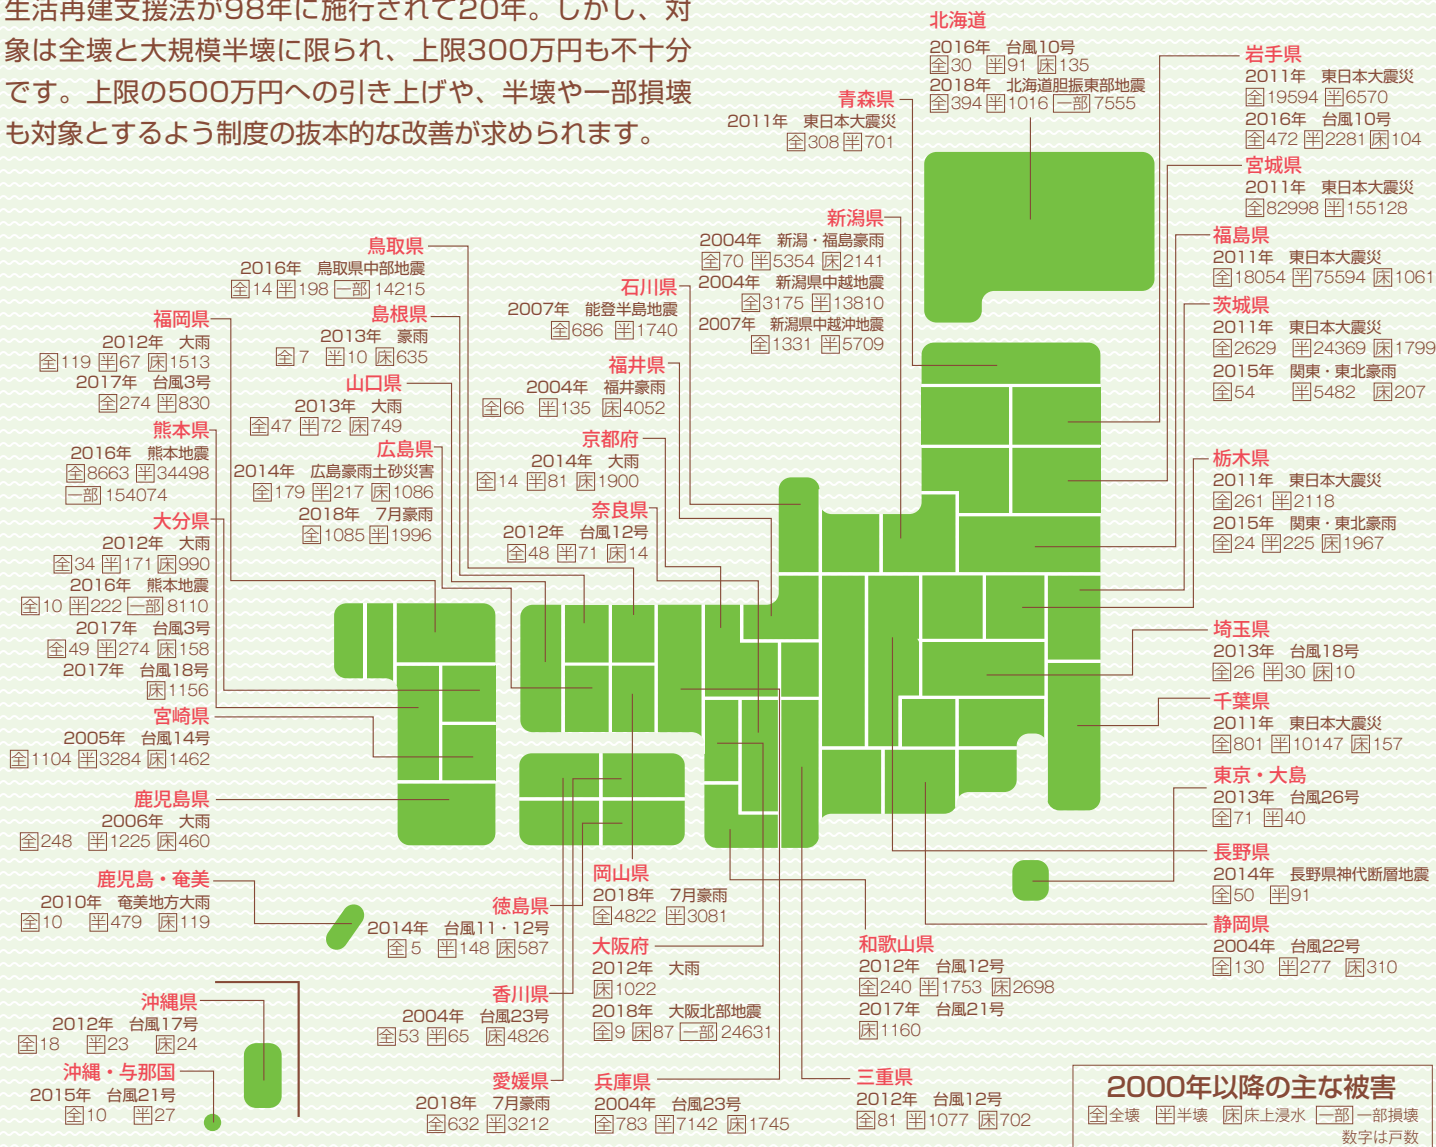 生活再建支援法が98年に施行されて20年。しかし、対
象は全壊と大規模半壊に限られ、上限300万円も不十分
です。上限の500万円への引き上げや、半壊や一部損壊
も対象とするよう制度の抜本的な改善が求められます。
北海道
2016年 台風10号
全30 半91 床135
2018年 北海道胆振東部地震
全394 半1016 一部7555
青森県
2011年 東日本大震災
全308 半701
岩手県
2011年 東日本大震災
全19594 半6570
2016年 台風10号
全472 半2281 床104
宮城県
2011年 東日本大震災
全82998 半155128
福島県
2011年 東日本大震災
全18054 半75594 床1061
茨城県
2011年 東日本大震災
全2629 半24369 床1799
2015年 関東・東北豪雨
全54 半5482 床207
栃木県
2011年 東日本大震災
全261 半2118
2015年 関東・東北豪雨
全24 半225 床1967
埼玉県
2013年 台風18号
全26 半30 床10
千葉県
2011年 東日本大震災
全801 半10147 床157
東京・大島
2013年 台風26号
全71 半40
長野県
2014年 長野県神代断層地震
全50 半91
静岡県
2004年 台風22号
全130 半277 床310
新潟県
2004年 新潟・福島豪雨
全70 半5354 床2141
2004年 新潟県中越地震
全3175 半13810
2007年 新潟県中越沖地震
全1331 半5709
石川県
2007年 能登半島地震
全686 半1740
福井県
2004年 福井豪雨
全66 半135 床4052
京都府
2014年 大雨
全14 半81 床1900
奈良県
2012年 台風12号
全48 半71 床14
鳥取県
2016年 鳥取県中部地震
全14 半198 一部14215
島根県
2013年 豪雨
全7 半10 床635
山口県
2013年 大雨
全47 半72 床749
広島県
2014年 広島豪雨土砂災害
全179 半217 床1086
2018年 7月豪雨
全1085 半1996
福岡県
2012年 大雨
全119 半67 床1513
2017年 台風3号
全274 半830
熊本県
2016年 熊本地震
全8663 半34498
一部154074
大分県
2012年 大雨
全34 半171 床990
2016年 熊本地震
全10 半222 一部8110
2017年 台風3号
全49 半274 床158
2017年 台風18号
床1156
宮崎県
2005年 台風14号
全1104 半3284 床1462
鹿児島県
2006年 大雨
全248 半1225 床460
鹿児島・奄美
2010年 奄美地方大雨
全10 半479 床119
沖縄県
2012年 台風17号
全18 半23 床24
沖縄・与那国
2015年 台風21号
全10 半27
徳島県
2014年 台風11・12号
全5 半148 床587
香川県
2004年 台風23号
全53 半65 床4826
愛媛県
2018年 7月豪雨
全632 半3212
岡山県
2018年 7月豪雨
全4822 半3081
大阪府
2012年 大雨
床1022
2018年 大阪北部地震
全9 床87 一部24631
兵庫県
2004年 台風23号
全783 半7142 床1745
和歌山県
2012年 台風12号
全240 半1753 床2698
2017年 台風21号
床1160
三重県
2012年 台風12号
全81 半1077 床702
2000年以降の主な被害
全全壊 半半壊 床床上浸水 一部一部損壊
数字は戸数